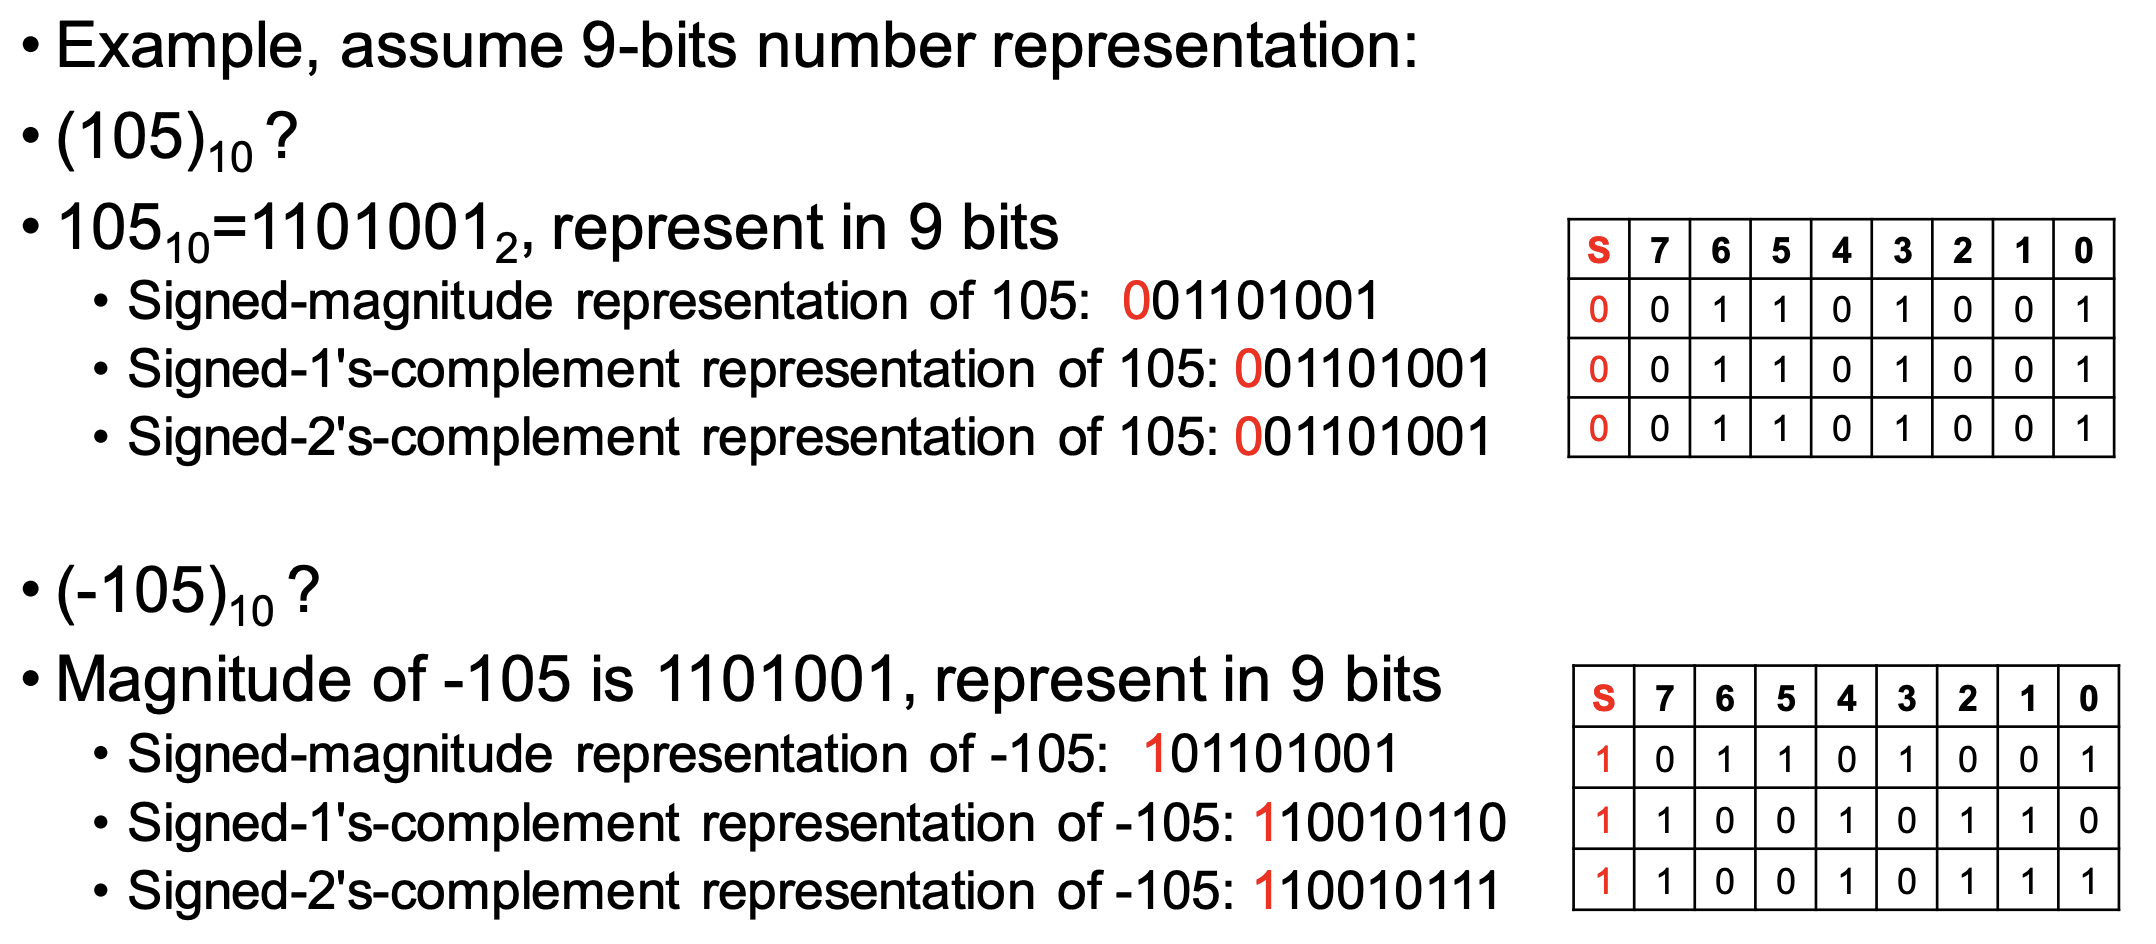 • Example, assume 9-bits number representation:
• (105)₁₀ ?
• 105₁₀=1101001₂, represent in 9 bits
• Signed-magnitude representation of 105: 001101001
• Signed-1's-complement representation of 105: 001101001
• Signed-2's-complement representation of 105: 001101001
S 7 6 5 4 3 2 1 0
0 0 1 1 0 1 0 0 1
0 0 1 1 0 1 0 0 1
0 0 1 1 0 1 0 0 1
• (-105)₁₀ ?
• Magnitude of -105 is 1101001, represent in 9 bits
• Signed-magnitude representation of -105: 101101001
• Signed-1's-complement representation of -105: 110010110
• Signed-2's-complement representation of -105: 110010111
S 7 6 5 4 3 2 1 0
1 0 1 1 0 1 0 0 1
1 1 0 0 1 0 1 1 0
1 1 0 0 1 0 1 1 1